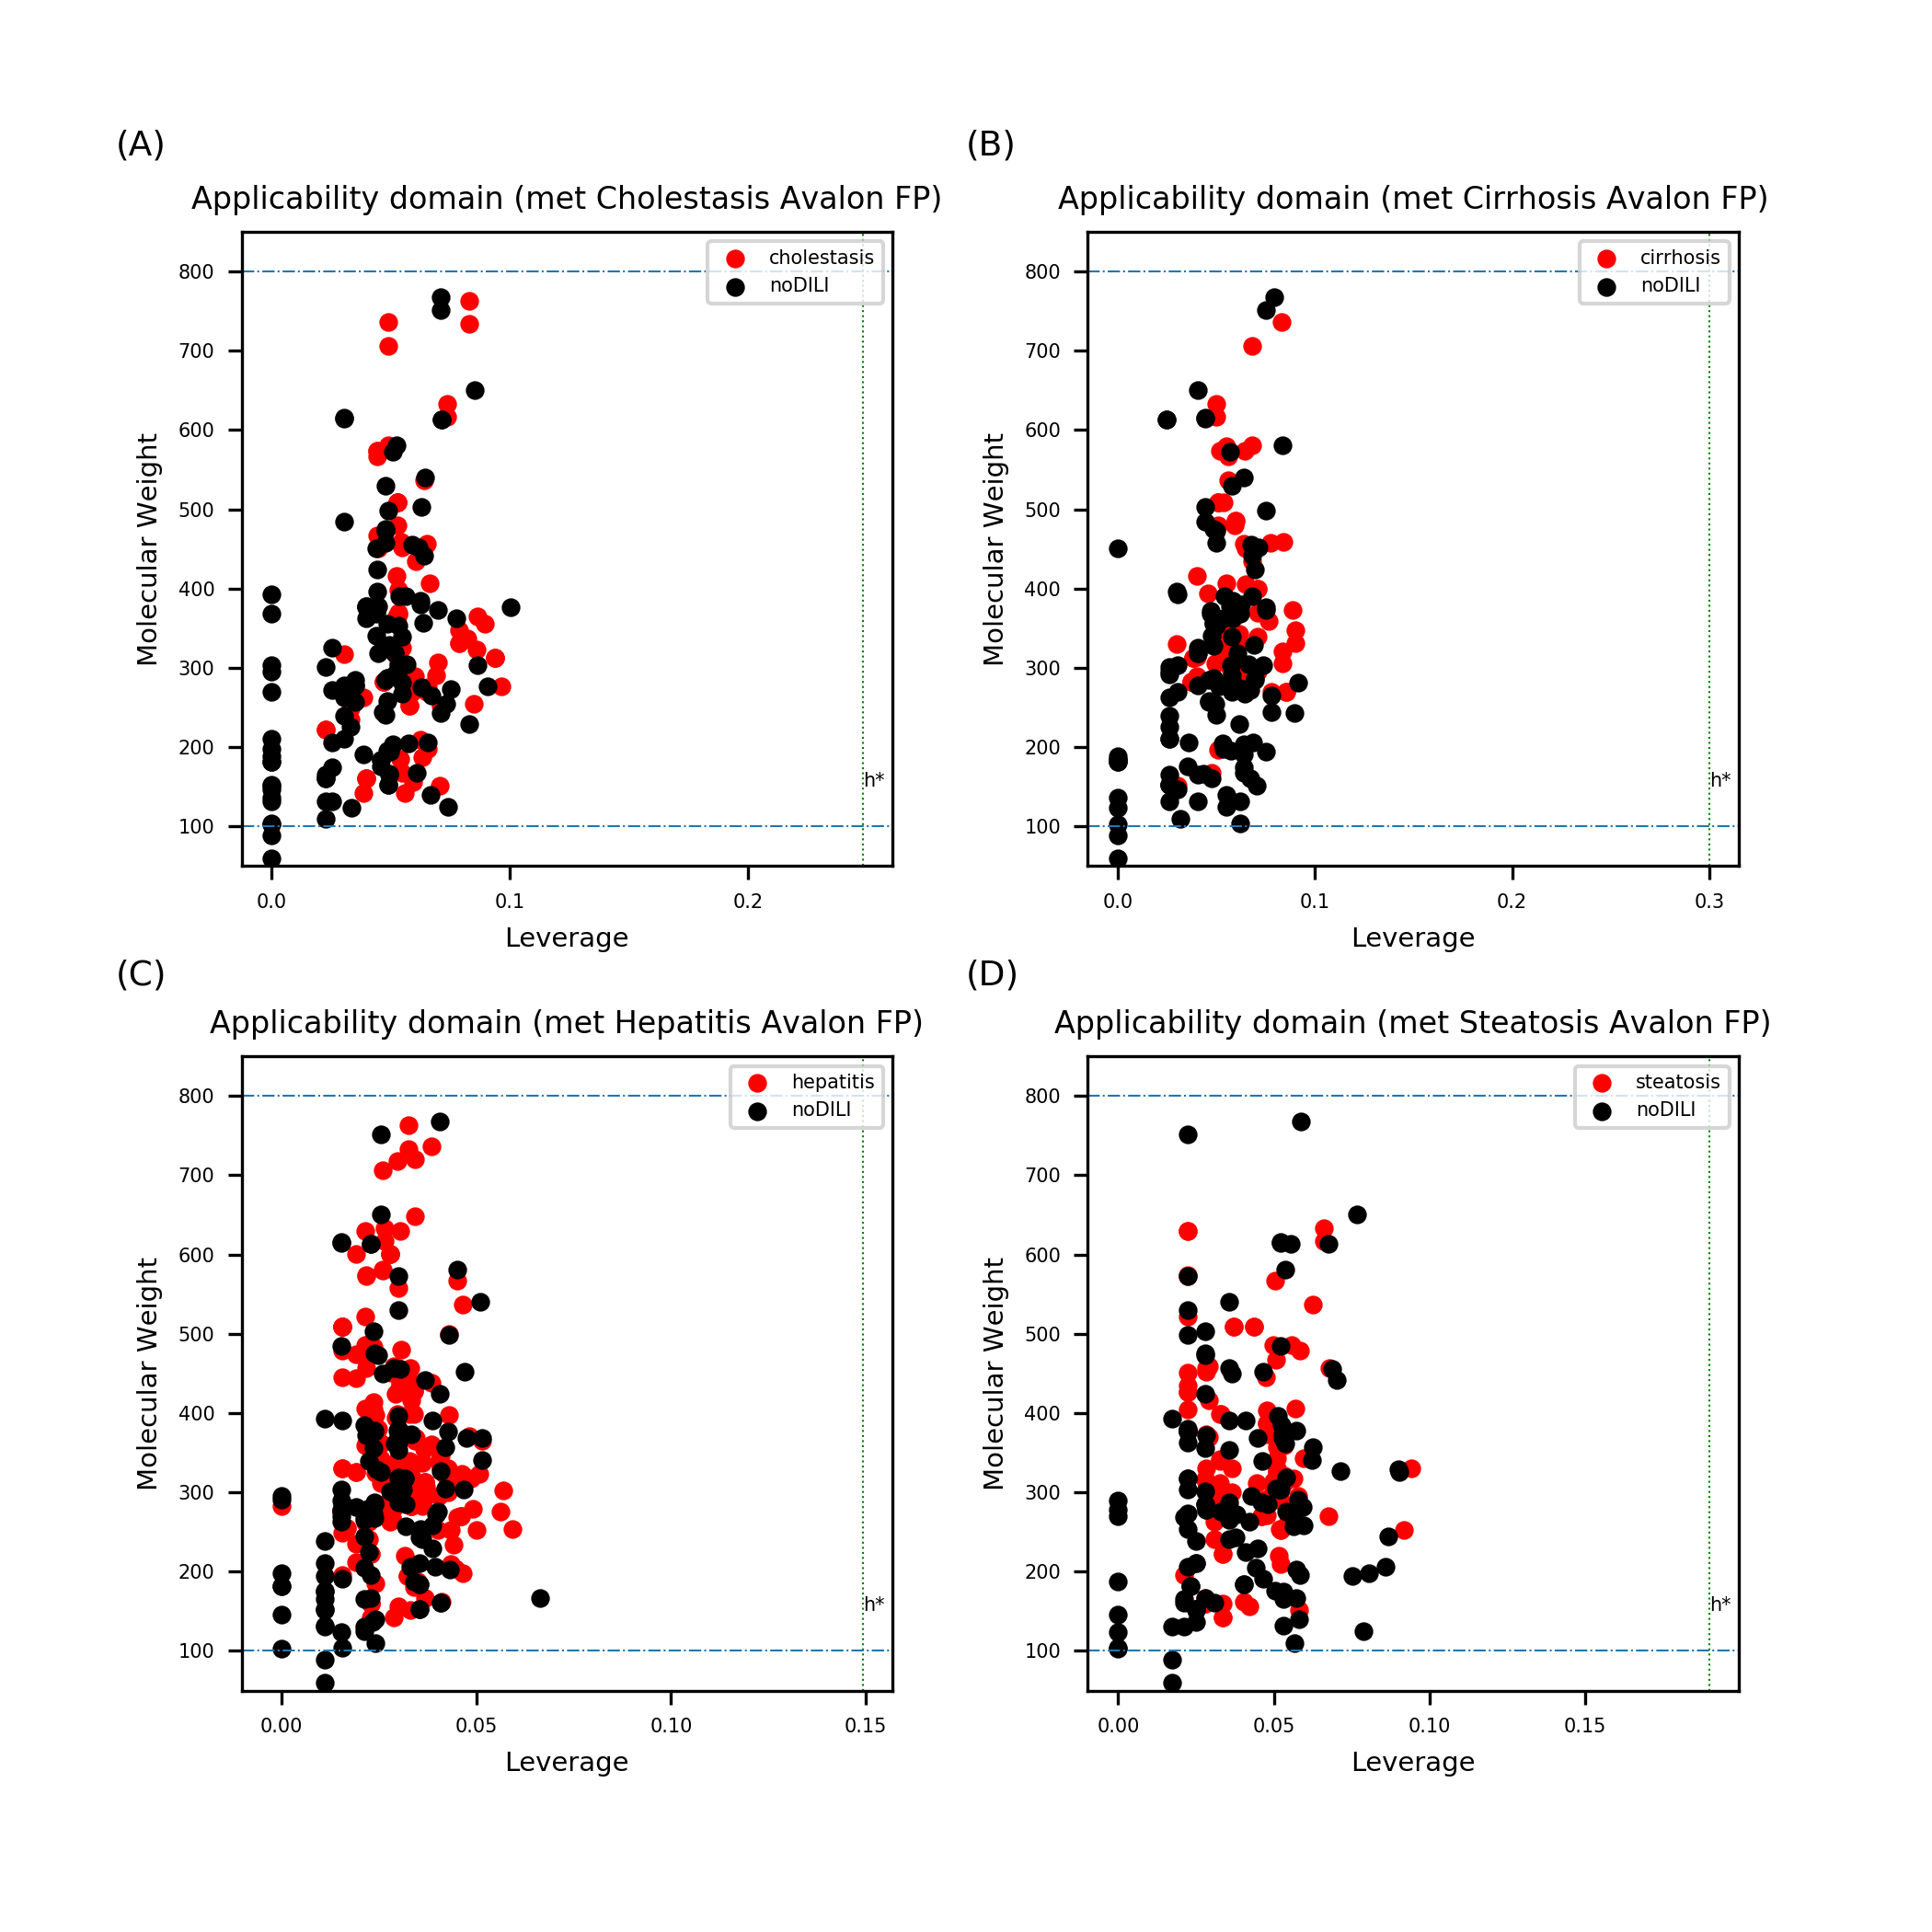 (A)
Applicability domain (met Cholestasis Avalon FP)
cholestasis
noDILI
800
700
600
500
400
300
200
100
Molecular Weight
h*
0.0
0.1
0.2
Leverage
(B)
Applicability domain (met Cirrhosis Avalon FP)
cirrhosis
noDILI
800
700
600
500
400
300
200
100
Molecular Weight
h*
0.0
0.1
0.2
0.3
Leverage
(C)
Applicability domain (met Hepatitis Avalon FP)
hepatitis
noDILI
800
700
600
500
400
300
200
100
Molecular Weight
h*
0.00
0.05
0.10
0.15
Leverage
(D)
Applicability domain (met Steatosis Avalon FP)
steatosis
noDILI
800
700
600
500
400
300
200
100
Molecular Weight
h*
0.00
0.05
0.10
0.15
Leverage